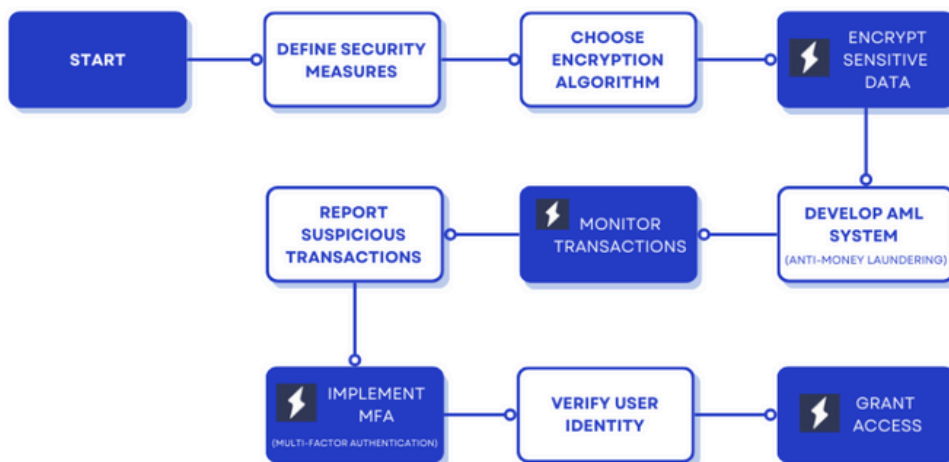 START
DEFINE SECURITY
MEASURES
CHOOSE
ENCRYPTION
ALGORITHM
ENCRYPT
SENSITIVE
DATA
DEVELOP AML
SYSTEM
(ANTI-MONEY LAUNDERING)
MONITOR
TRANSACTIONS
REPORT
SUSPICIOUS
TRANSACTIONS
IMPLEMENT
MFA
(MULTI-FACTOR AUTHENTICATION)
VERIFY USER
IDENTITY
GRANT
ACCESS